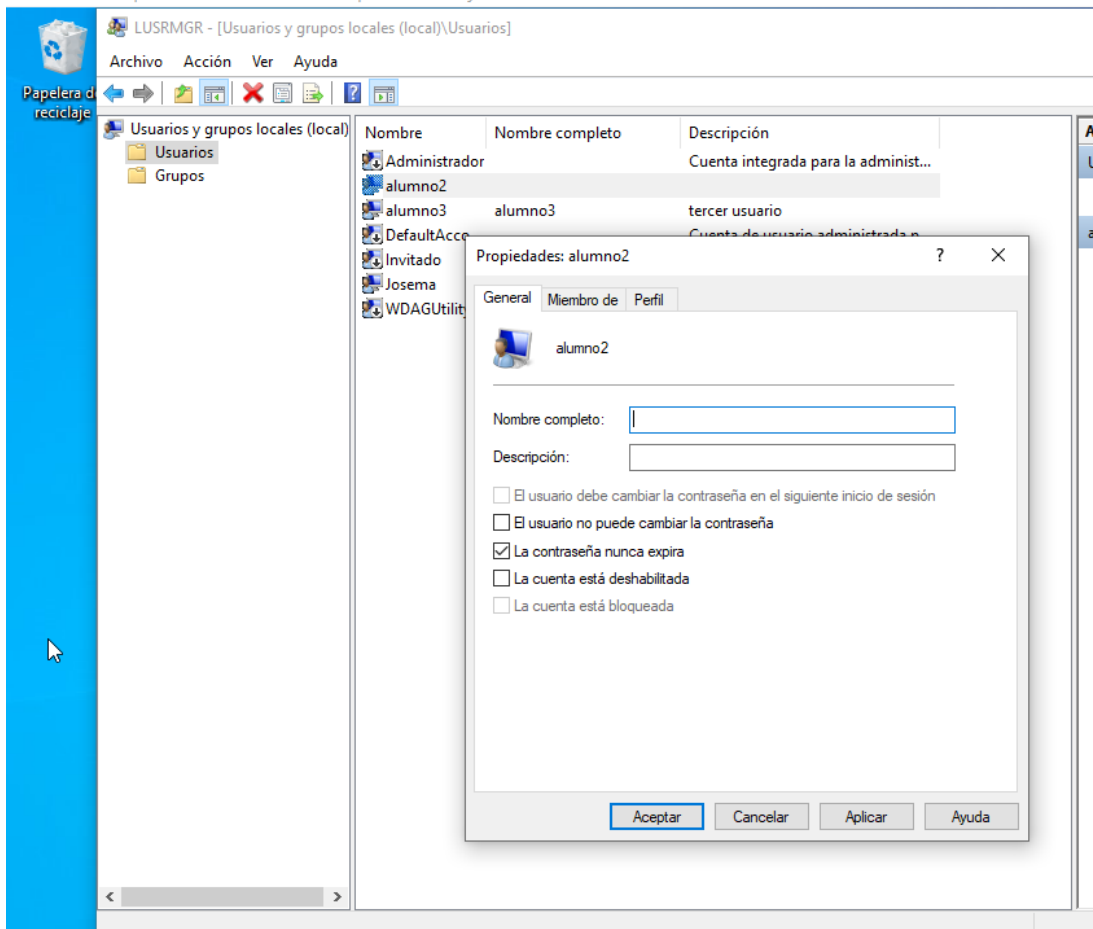 LUSRMGR - [Usuarios y grupos locales (local)\Usuarios]
Archivo Acción Ver Ayuda
Papelera d
reciclaje
Usuarios y grupos locales (local)
Usuarios
Grupos
Nombre Nombre completo Descripción
Administrador Cuenta integrada para la administ...
alumno2
alumno3 alumno3 tercer usuario
DefaultAcco
Invitado
Josema
WDAGUtilit
Propiedades: alumno2 ?
General Miembro de Perfil
alumno2
Nombre completo:
Descripción:
El usuario debe cambiar la contraseña en el siguiente inicio de sesión
El usuario no puede cambiar la contraseña
La contraseña nunca expira
La cuenta está deshabilitada
La cuenta está bloqueada
Aceptar Cancelar Aplicar Ayuda